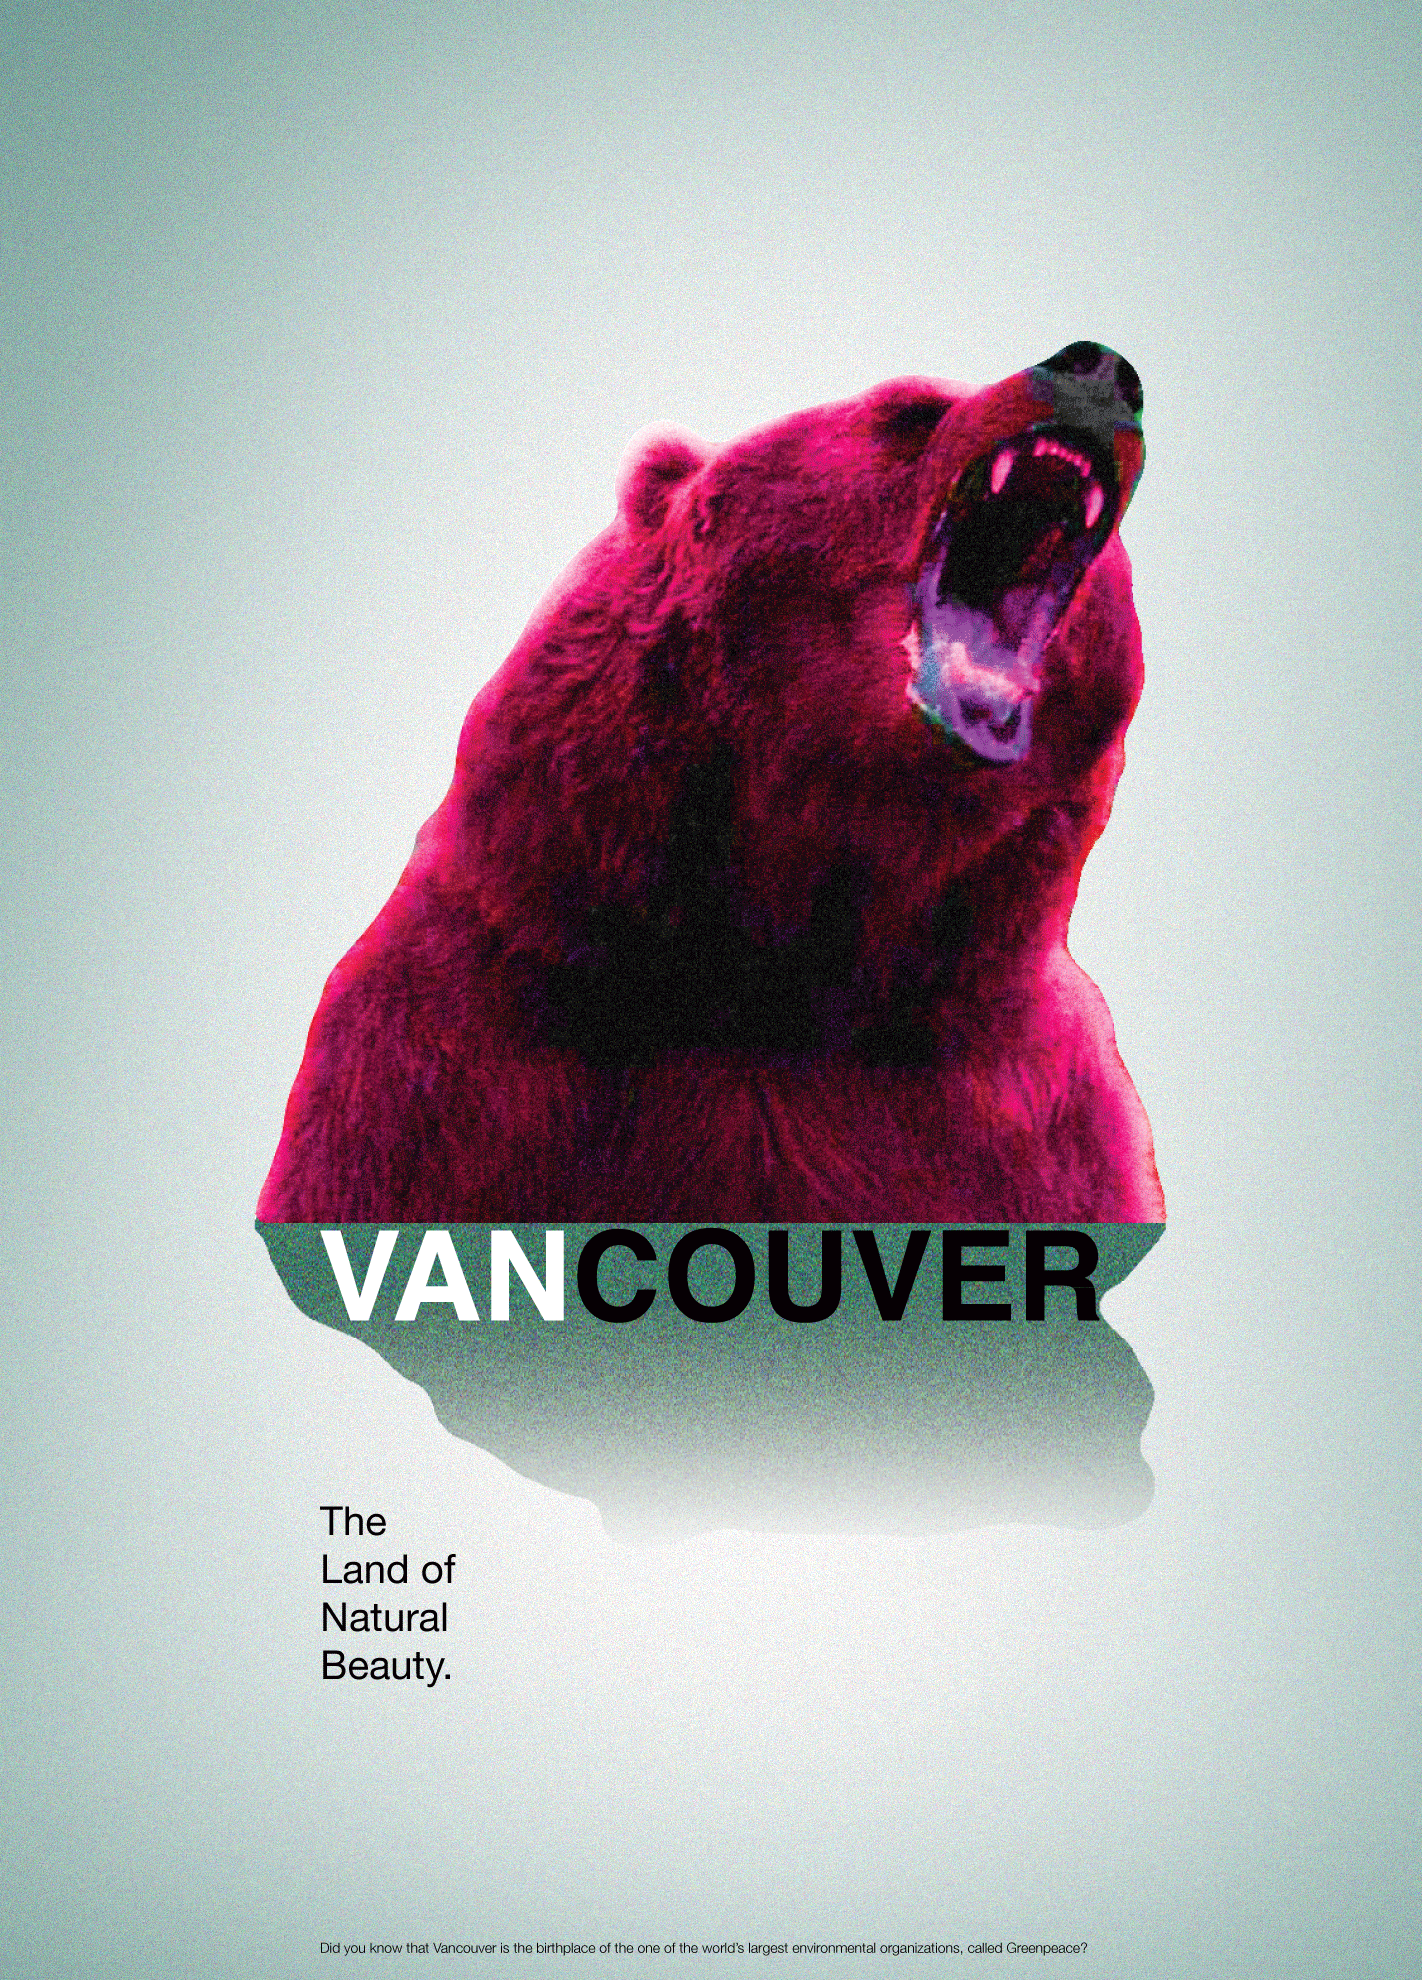 VANCOUVER
The
Land of
Natural
Beauty.
Did you know that Vancouver is the birthplace of the one of the world's largest environmental organizations, called Greenpeace?